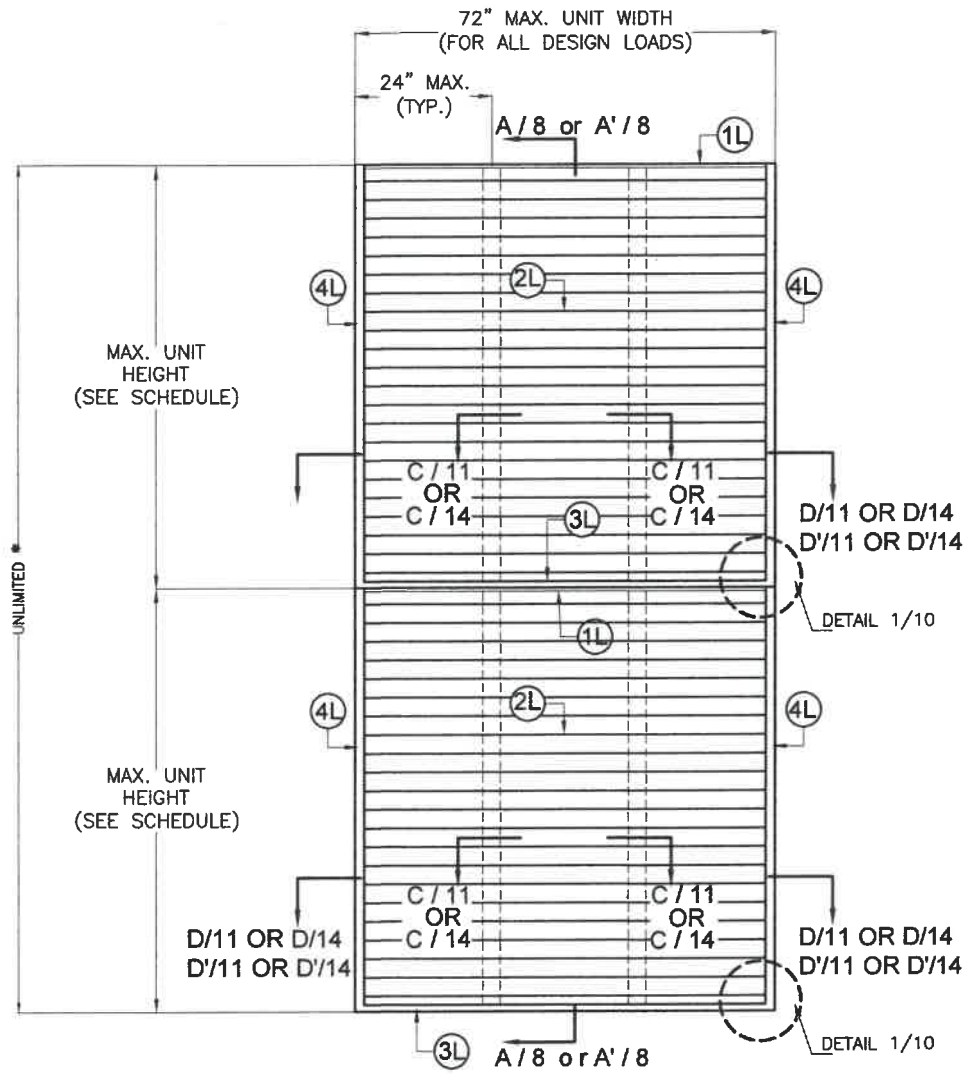 72" MAX. UNIT WIDTH
(FOR ALL DESIGN LOADS)
24" MAX.
(TYP.)
A / 8 or A' / 8
1L
4L
2L
4L
MAX. UNIT
HEIGHT
(SEE SCHEDULE)
C / 11
OR
C / 14
C / 11
OR
C / 14
3L
D/11 OR D/14
D'/11 OR D'/14
UNLIMITED *
DETAIL 1/10
1L
4L
2L
4L
MAX. UNIT
HEIGHT
(SEE SCHEDULE)
C / 11
OR
C / 14
C / 11
OR
C / 14
D/11 OR D/14
D'/11 OR D'/14
D/11 OR D/14
D'/11 OR D'/14
DETAIL 1/10
3L
A / 8 or A' / 8